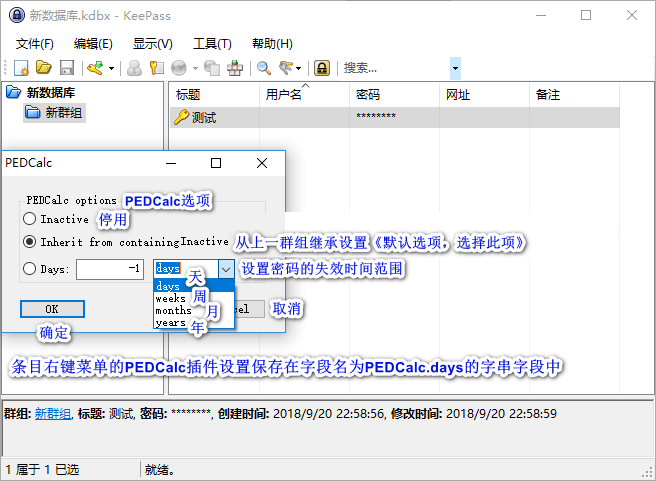 新数据库.kdbx - KeePass
文件(F) 编辑(E) 显示(V) 工具(T) 帮助(H)
搜索...
新数据库
新群组
标题 用户名 密码 网址 备注
测试 ********
PEDCalc
PEDCalc options PEDCalc选项
Inactive 停用
Inherit from containing Inactive 从上一群组继承设置《默认选项，选择此项》
Days: -1 days 设置密码的失效时间范围
days 天
weeks 周
months 月
years 年
OK cel 取消
确定
条目右键菜单的PEDCalc插件设置保存在字段名为PEDCalc.days的字串字段中
群组: 新群组, 标题: 测试, 密码: ********, 创建时间: 2018/9/20 22:58:56, 修改时间: 2018/9/20 22:58:59
1 属于 1 已选 就绪。